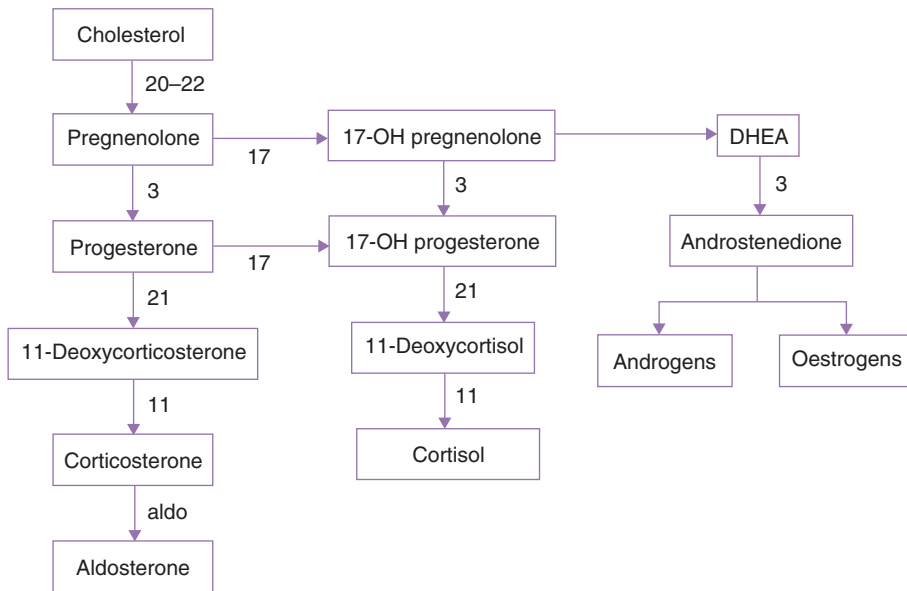 Cholesterol
20–22
Pregnenolone
17
17-OH pregnenolone
DHEA
3
3
3
Progesterone
17
17-OH progesterone
Androstenedione
21
21
11-Deoxycorticosterone
11-Deoxycortisol
Androgens
Oestrogens
11
11
Corticosterone
Cortisol
aldo
Aldosterone